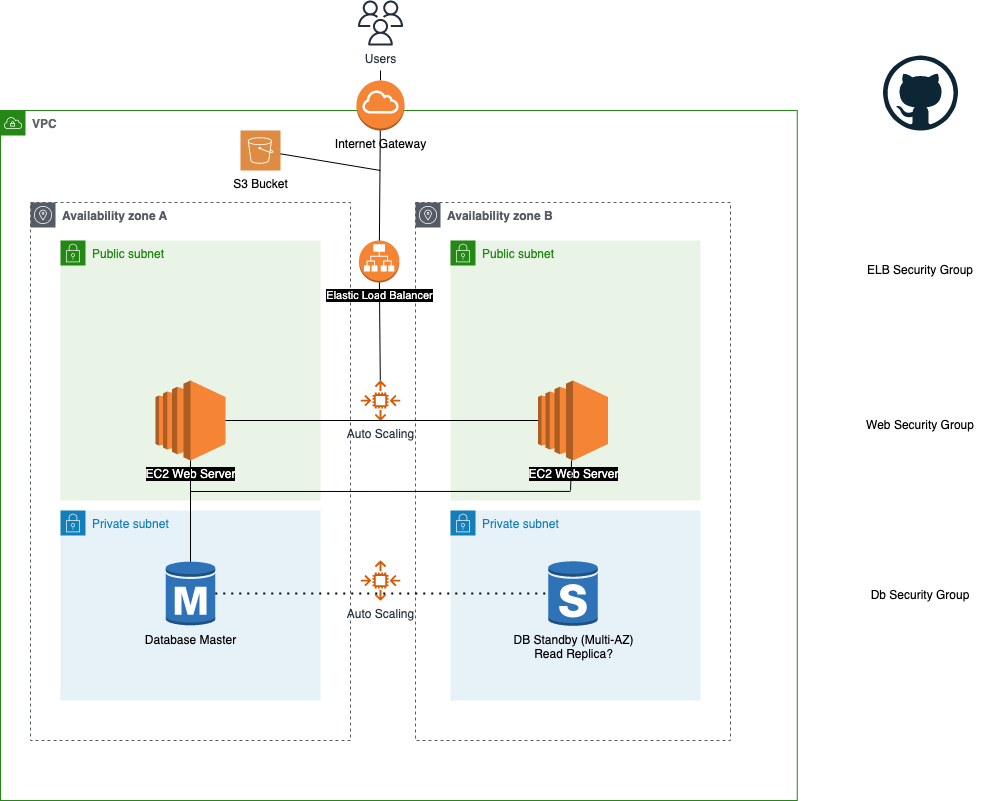 Users
VPC
Internet Gateway
S3 Bucket
Availability zone A
Availability zone B
Public subnet
Public subnet
ELB Security Group
Elastic Load Balancer
Web Security Group
Auto Scaling
EC2 Web Server
EC2 Web Server
Private subnet
Private subnet
M
S
Db Security Group
Auto Scaling
Database Master
DB Standby (Multi-AZ)
Read Replica?